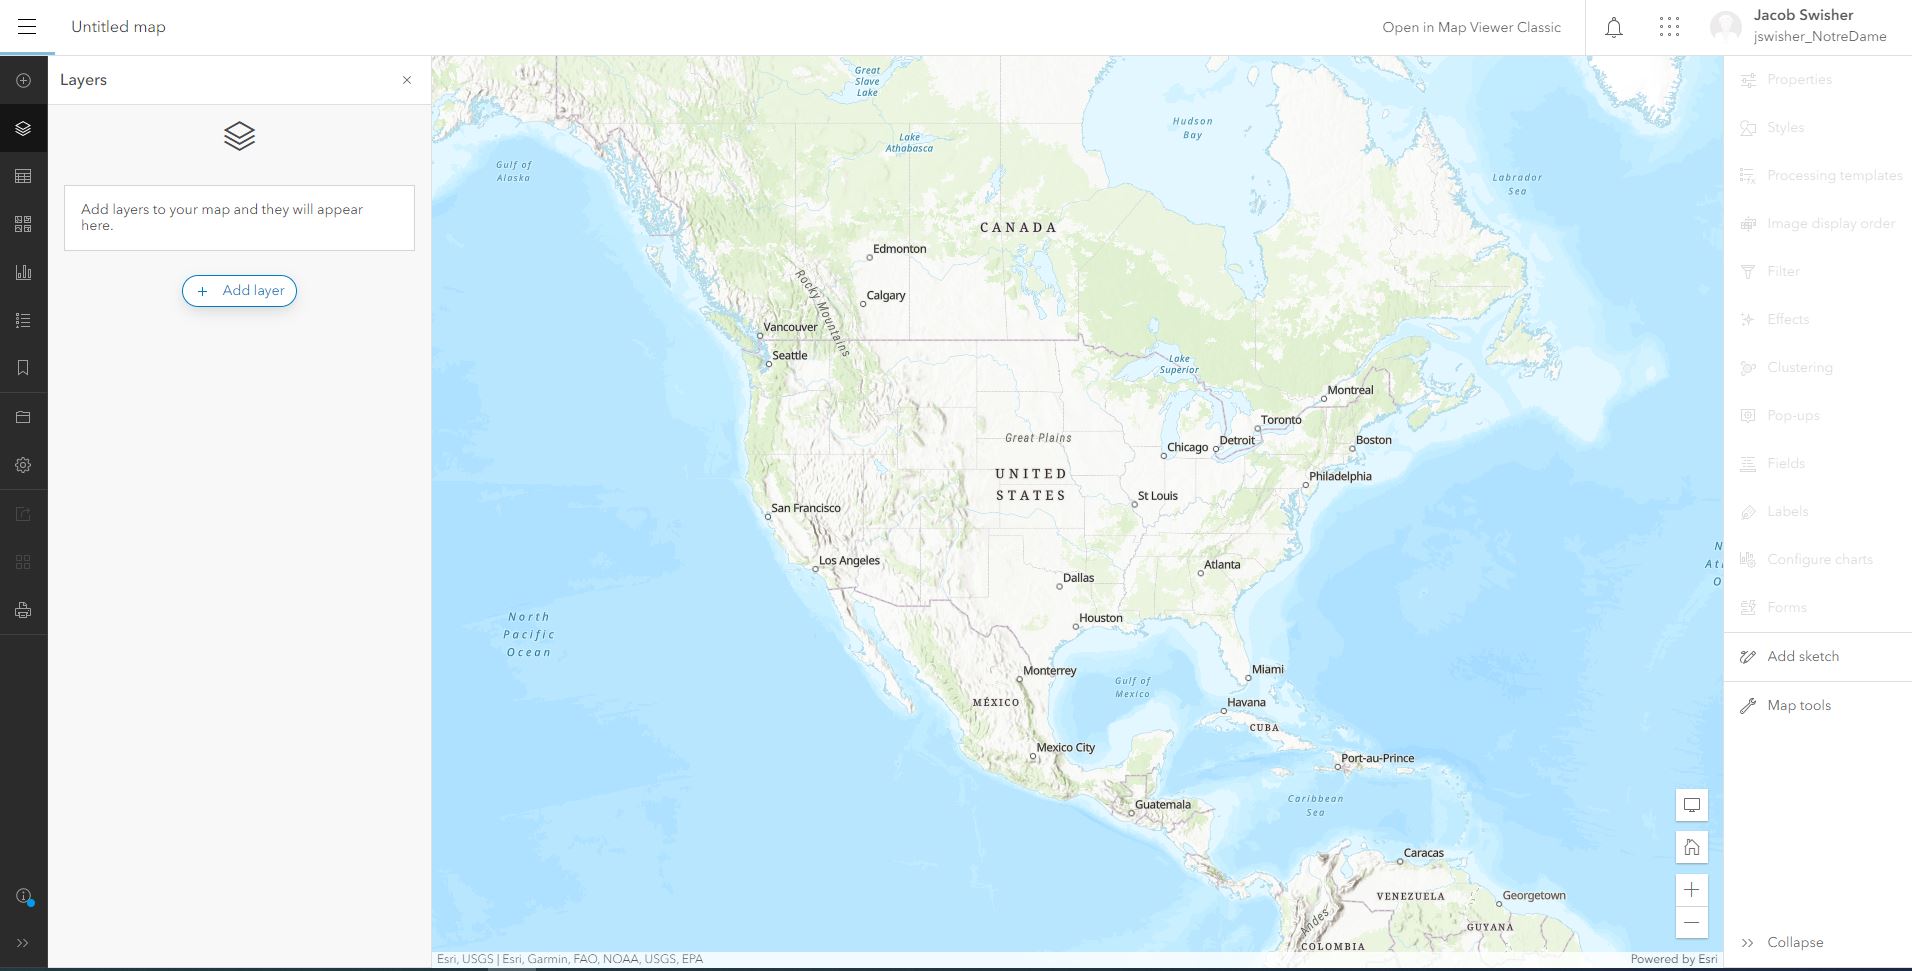 Untitled map
Open in Map Viewer Classic
Jacob Swisher
jswisher_NotreDame
Layers
Add layers to your map and they will appear
here.
Add layer
Great
Slave
Lake
Hudson
Bay
Lake
Athabasca
Gulf of
Alaska
Labrador
Sea
CANADA
Edmonton
Rocky Mountains
Calgary
Vancouver
Seattle
Lake
Superior
Montreal
Toronto
Great Plains
Chicago
Detroit
Boston
UNITED
STATES
Philadelphia
St Louis
San Francisco
Los Angeles
Atlanta
Dallas
N
Atl
O
Houston
North
Pacific
Ocean
Monterrey
Miami
Gulf of
Mexico
MÉXICO
Havana
CUBA
Mexico City
Port-au-Prince
Guatemala
Caribbean
Sea
Caracas
VENEZUELA
Georgetown
Andes
GUYANA
COLOMBIA
Esri, USGS | Esri, Garmin, FAO, NOAA, USGS, EPA
Powered by Esri
Properties
Styles
Processing templates
Image display order
Filter
Effects
Clustering
Pop-ups
Fields
Labels
Configure charts
Forms
Add sketch
Map tools
Collapse